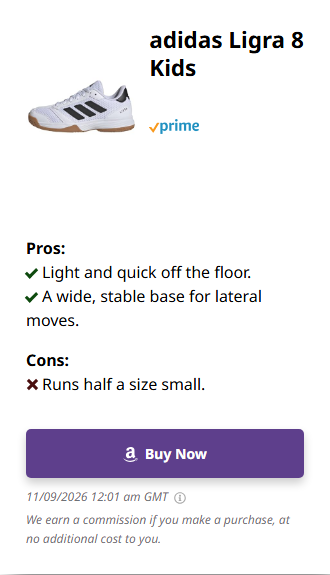 adidas Ligra 8
Kids
prime
Pros:
Light and quick off the floor.
A wide, stable base for lateral
moves.
Cons:
Runs half a size small.
Buy Now
11/09/2026 12:01 am GMT
We earn a commission if you make a purchase, at
no additional cost to you.